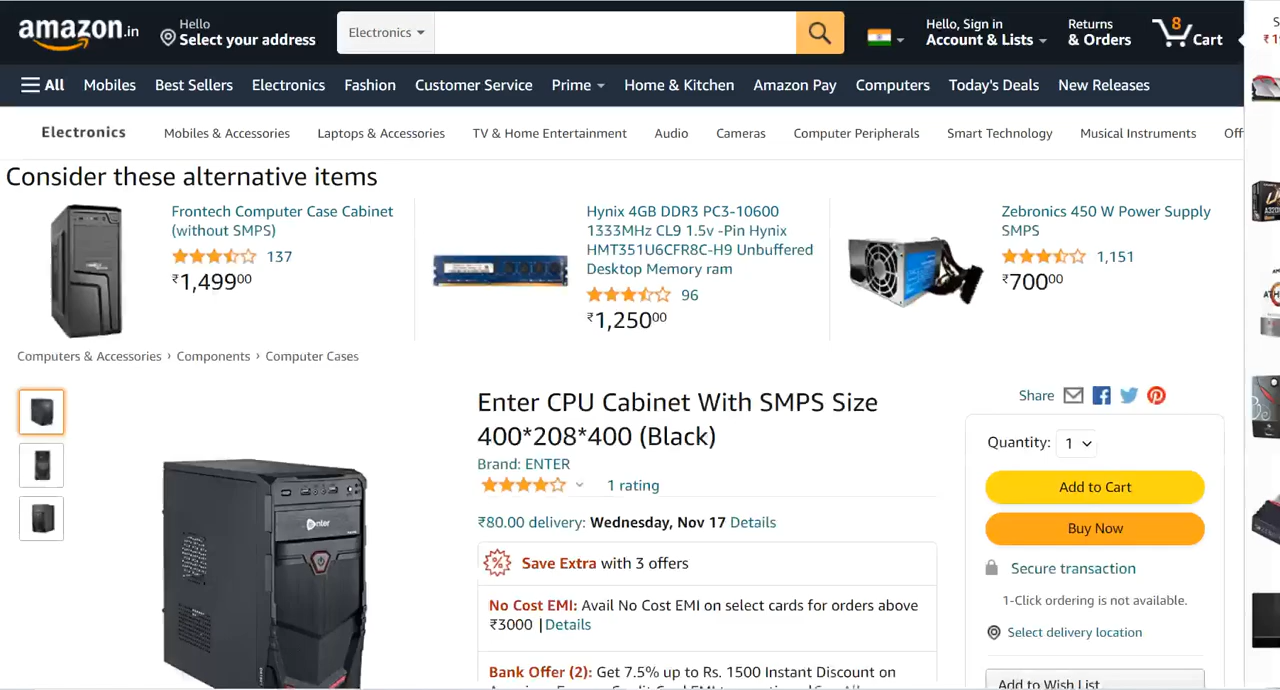 amazon.in
Hello
Select your address
Electronics
Hello, Sign in
Account & Lists
Returns
& Orders
8
Cart
All Mobiles Best Sellers Electronics Fashion Customer Service Prime Home & Kitchen Amazon Pay Computers Today's Deals New Releases
Electronics Mobiles & Accessories Laptops & Accessories TV & Home Entertainment Audio Cameras Computer Peripherals Smart Technology Musical Instruments Off
Consider these alternative items
Frontech Computer Case Cabinet
(without SMPS)
137
₹1,499⁰⁰
Hynix 4GB DDR3 PC3-10600
1333MHz CL9 1.5v -Pin Hynix
HMT351U6CFR8C-H9 Unbuffered
Desktop Memory ram
96
₹1,250⁰⁰
Zebronics 450 W Power Supply
SMPS
1,151
₹700⁰⁰
Computers & Accessories › Components › Computer Cases
enter
Enter CPU Cabinet With SMPS Size
400*208*400 (Black)
Brand: ENTER
1 rating
₹80.00 delivery: Wednesday, Nov 17 Details
Save Extra with 3 offers
No Cost EMI: Avail No Cost EMI on select cards for orders above
₹3000 | Details
Bank Offer (2): Get 7.5% up to Rs. 1500 Instant Discount on
Share
Quantity: 1
Add to Cart
Buy Now
Secure transaction
1-Click ordering is not available.
Select delivery location
Add to Wish List